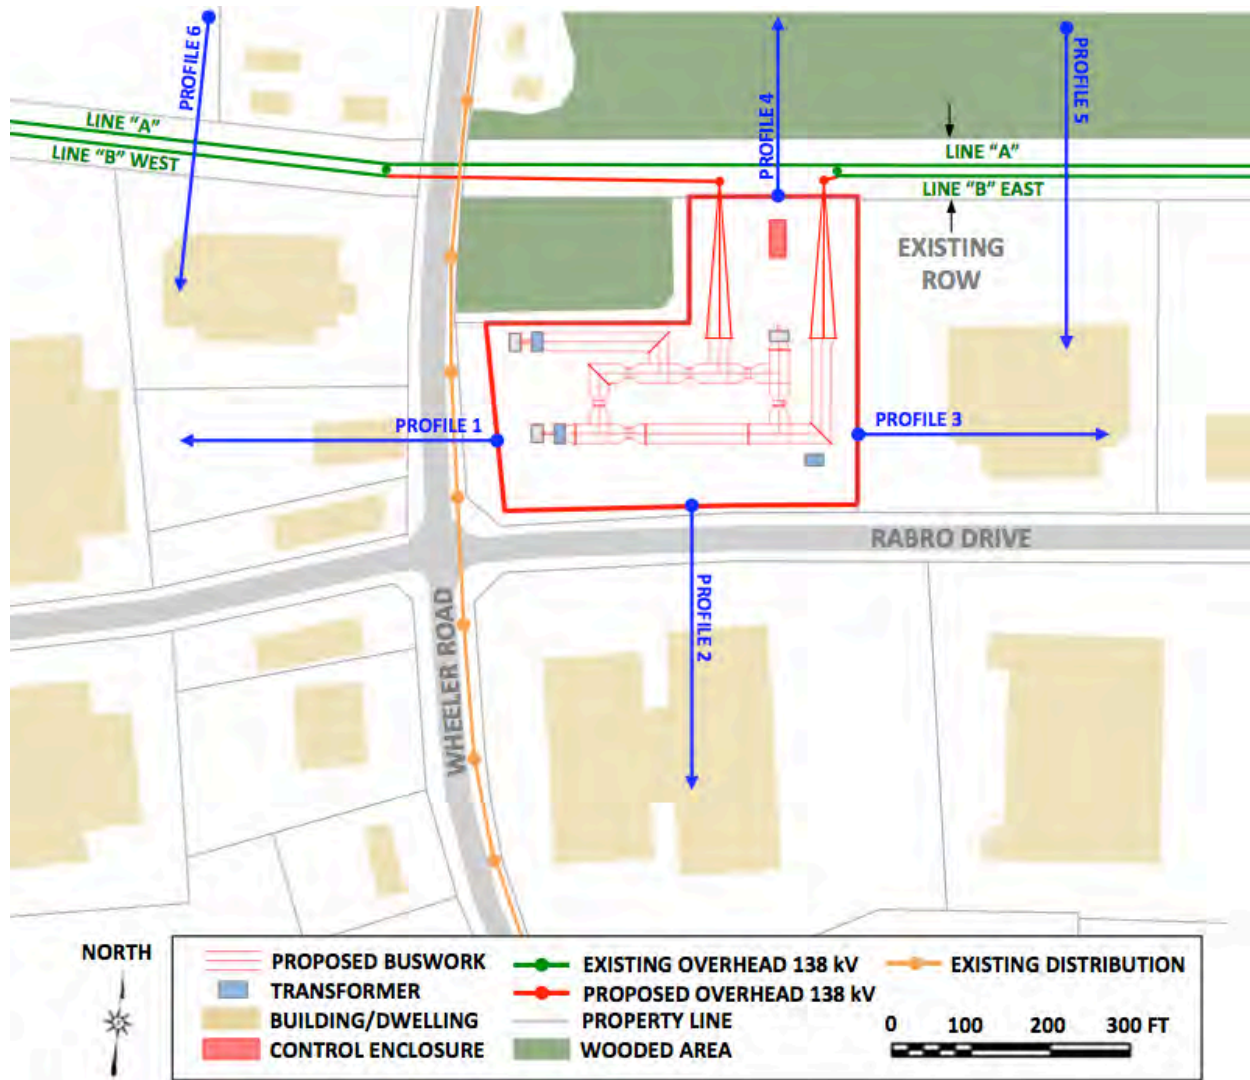 PROFILE 6
PROFILE 4
PROFILE 5
LINE "A"
LINE "B" WEST
LINE "A"
LINE "B" EAST
EXISTING
ROW
PROFILE 1
PROFILE 3
RABRO DRIVE
PROFILE 2
WHEELER ROAD
NORTH
PROPOSED BUSWORK
TRANSFORMER
BUILDING/DWELLING
CONTROL ENCLOSURE
EXISTING OVERHEAD 138 kV
PROPOSED OVERHEAD 138 kV
PROPERTY LINE
WOODED AREA
EXISTING DISTRIBUTION
0 100 200 300 FT